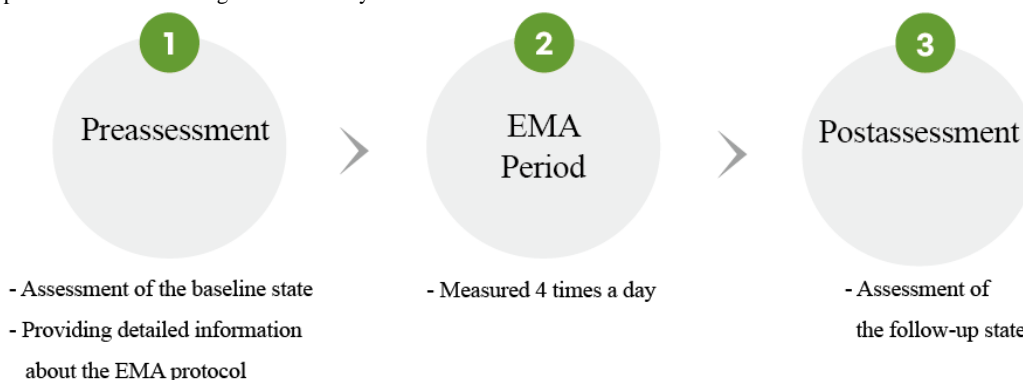 1
Preassessment
- Assessment of the baseline state
- Providing detailed information
about the EMA protocol
2
EMA
Period
- Measured 4 times a day
3
Postassessment
- Assessment of
the follow-up state